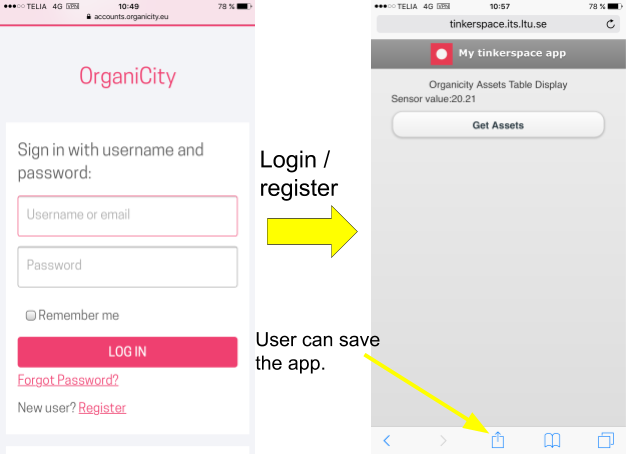 TELIA 4G VPN 10:49 78 %
accounts.organicity.eu
OrganiCity
Sign in with username and
password:
Username or email
Password
Remember me
LOG IN
Forgot Password?
New user? Register
Login /
register
User can save
the app.
TELIA 4G VPN 10:57 78 %
tinkerspace.its.ltu.se
My tinkerspace app
Organicity Assets Table Display
Sensor value:20.21
Get Assets